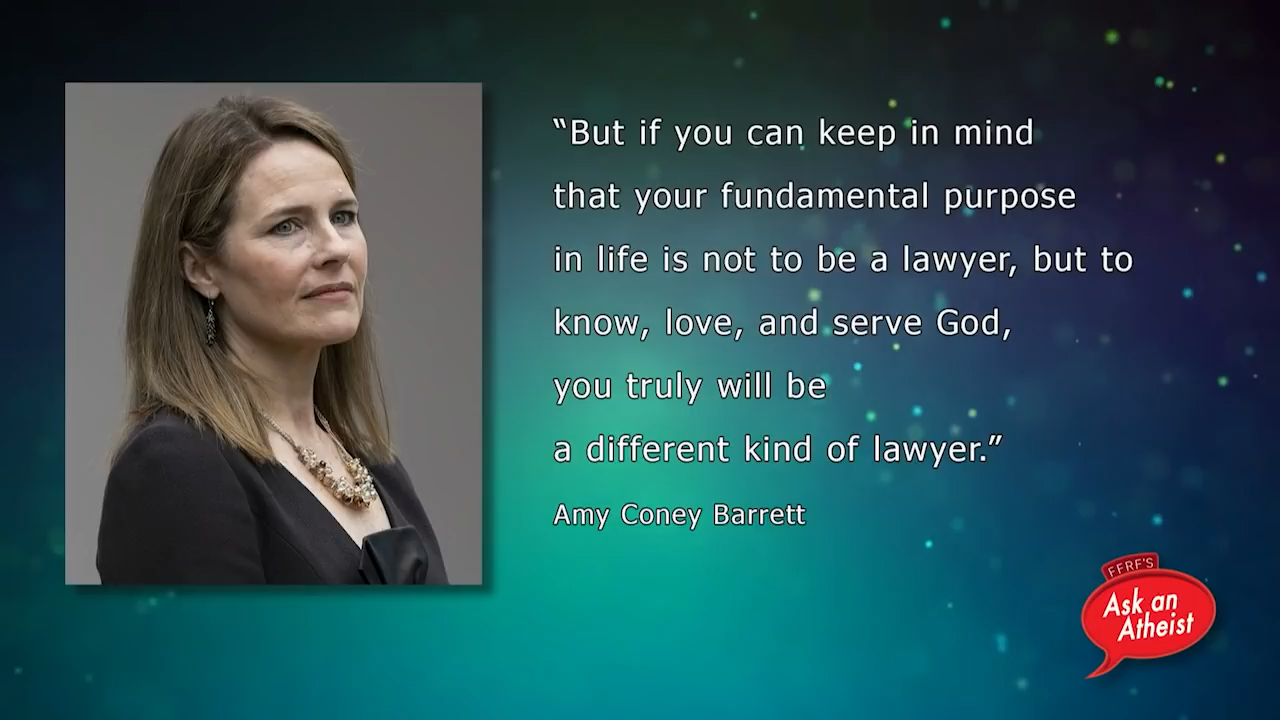 “But if you can keep in mind
that your fundamental purpose
in life is not to be a lawyer, but to
know, love, and serve God,
you truly will be
a different kind of lawyer.”
Amy Coney Barrett
FFRF'S
Ask an
Atheist